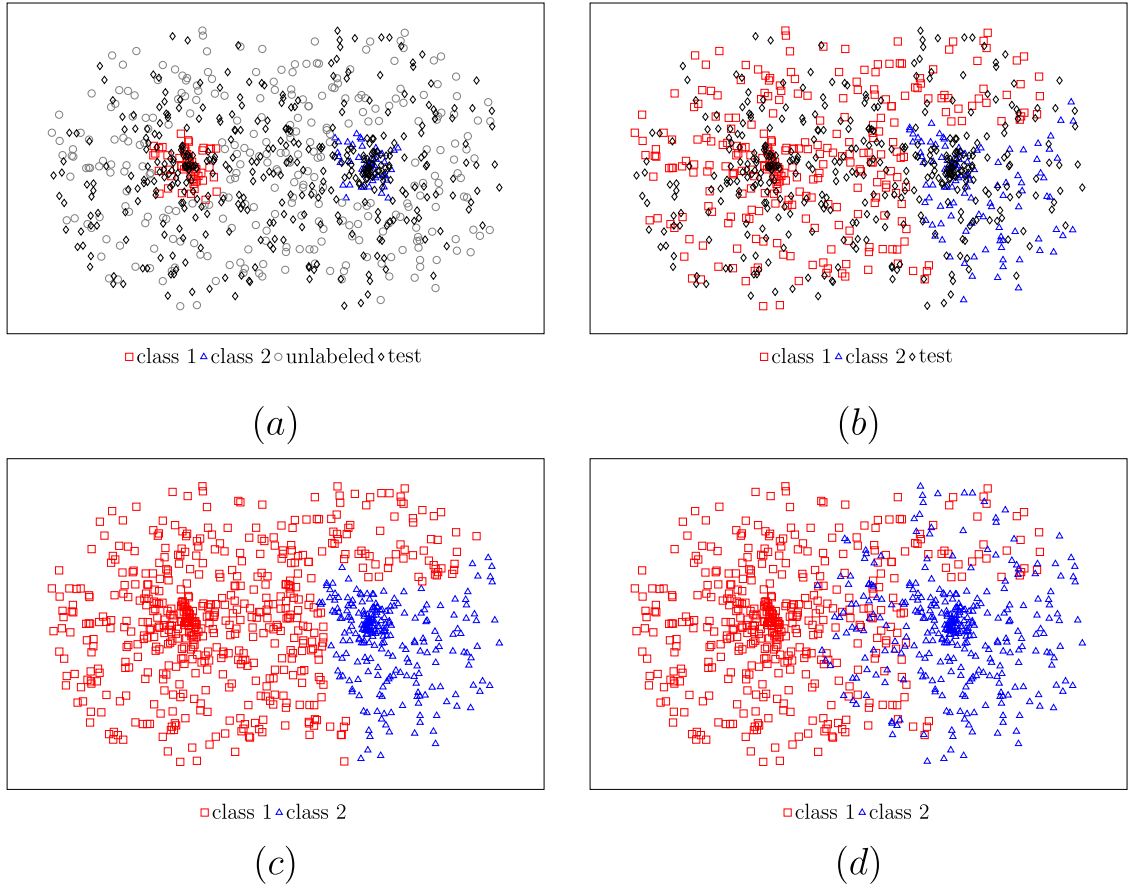 class 1 class 2 unlabeled test
class 1 class 2 test
(a)
(b)
class 1 class 2
class 1 class 2
(c)
(d)